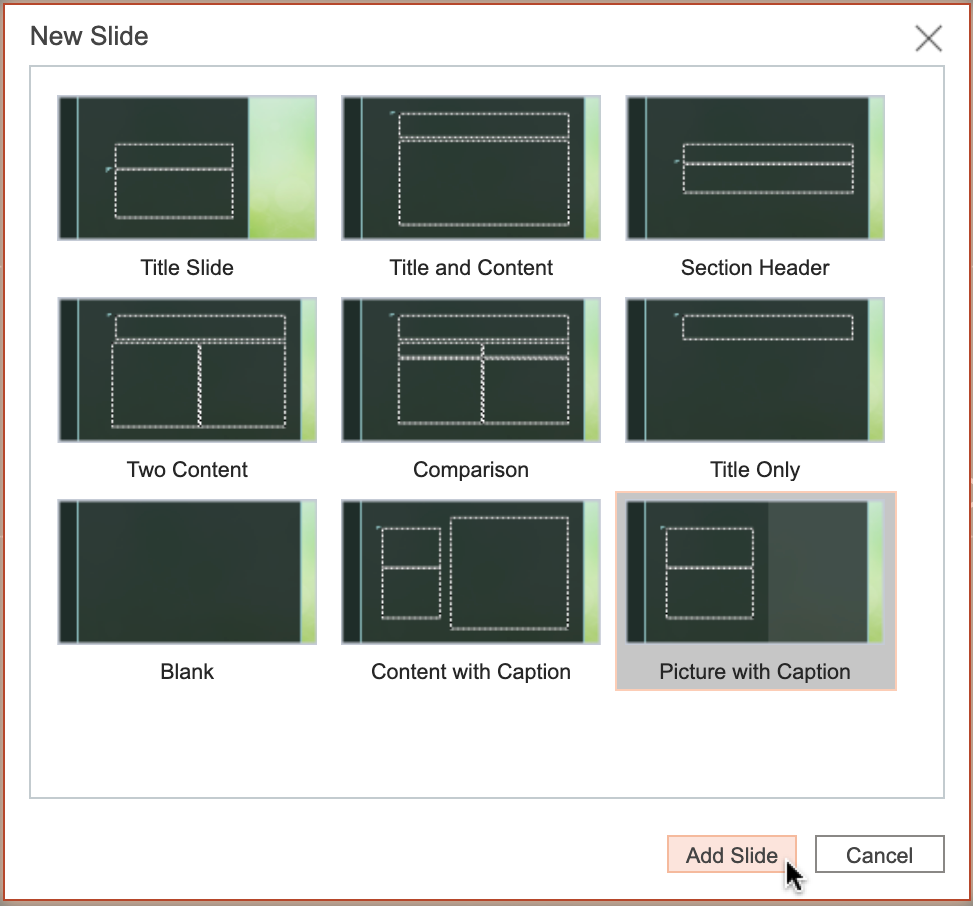 New Slide
Title Slide
Title and Content
Section Header
Two Content
Comparison
Title Only
Blank
Content with Caption
Picture with Caption
Add Slide
Cancel